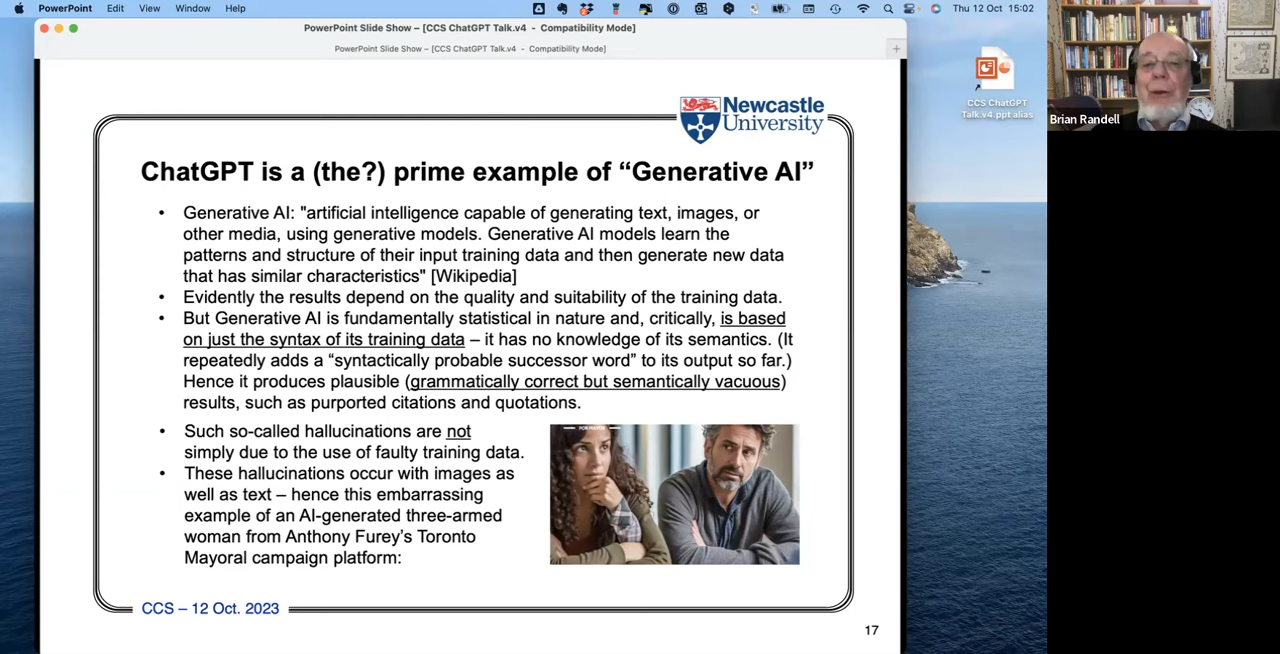 PowerPoint Edit View Window Help Thu 12 Oct 15:02
PowerPoint Slide Show – [CCS ChatGPT Talk.v4 - Compatibility Mode]
PowerPoint Slide Show – [CCS ChatGPT Talk.v4 - Compatibility Mode]
CCS ChatGPT
Talk.v4.ppt alias
Brian Randell
Newcastle
University
ChatGPT is a (the?) prime example of “Generative AI”
• Generative AI: "artificial intelligence capable of generating text, images, or
other media, using generative models. Generative AI models learn the
patterns and structure of their input training data and then generate new data
that has similar characteristics" [Wikipedia]
• Evidently the results depend on the quality and suitability of the training data.
• But Generative AI is fundamentally statistical in nature and, critically, is based
on just the syntax of its training data – it has no knowledge of its semantics. (It
repeatedly adds a “syntactically probable successor word” to its output so far.)
Hence it produces plausible (grammatically correct but semantically vacuous)
results, such as purported citations and quotations.
• Such so-called hallucinations are not
simply due to the use of faulty training data.
• These hallucinations occur with images as
well as text – hence this embarrassing
example of an AI-generated three-armed
woman from Anthony Furey’s Toronto
Mayoral campaign platform:
FOR MAYOR
CCS – 12 Oct. 2023
17